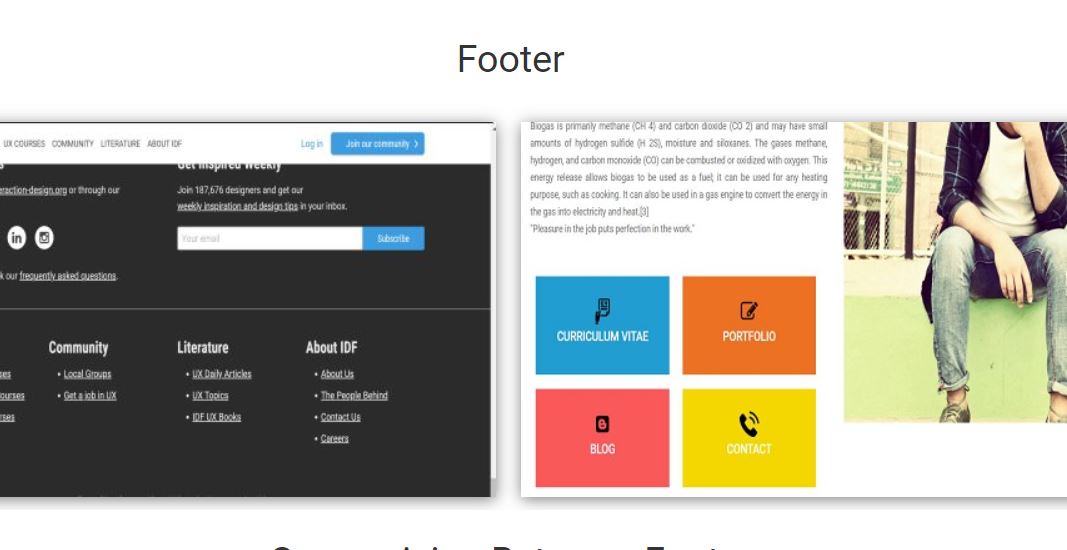 Footer
UX COURSES COMMUNITY LITERATURE ABOUT IDF Log in Join our community
Get Inspired Weekly
eraction-design.org or through our
Join 187,676 designers and get our
weekly inspiration and design tips in your inbox.
Your email Subscribe
k our frequently asked questions.
Community
• Local Groups
• Get a job in UX
Literature
• UX Daily Articles
• UX Topics
• IDF UX Books
About IDF
• About Us
• The People Behind
• Contact Us
• Careers
Biogas is primarily methane (CH 4) and carbon dioxide (CO 2) and may have small
amounts of hydrogen sulfide (H 2S), moisture and siloxanes. The gases methane,
hydrogen, and carbon monoxide (CO) can be combusted or oxidized with oxygen. This
energy release allows biogas to be used as a fuel; it can be used for any heating
purpose, such as cooking. It can also be used in a gas engine to convert the energy in
the gas into electricity and heat.[3]
"Pleasure in the job puts perfection in the work."
CURRICULUM VITAE
PORTFOLIO
BLOG
CONTACT